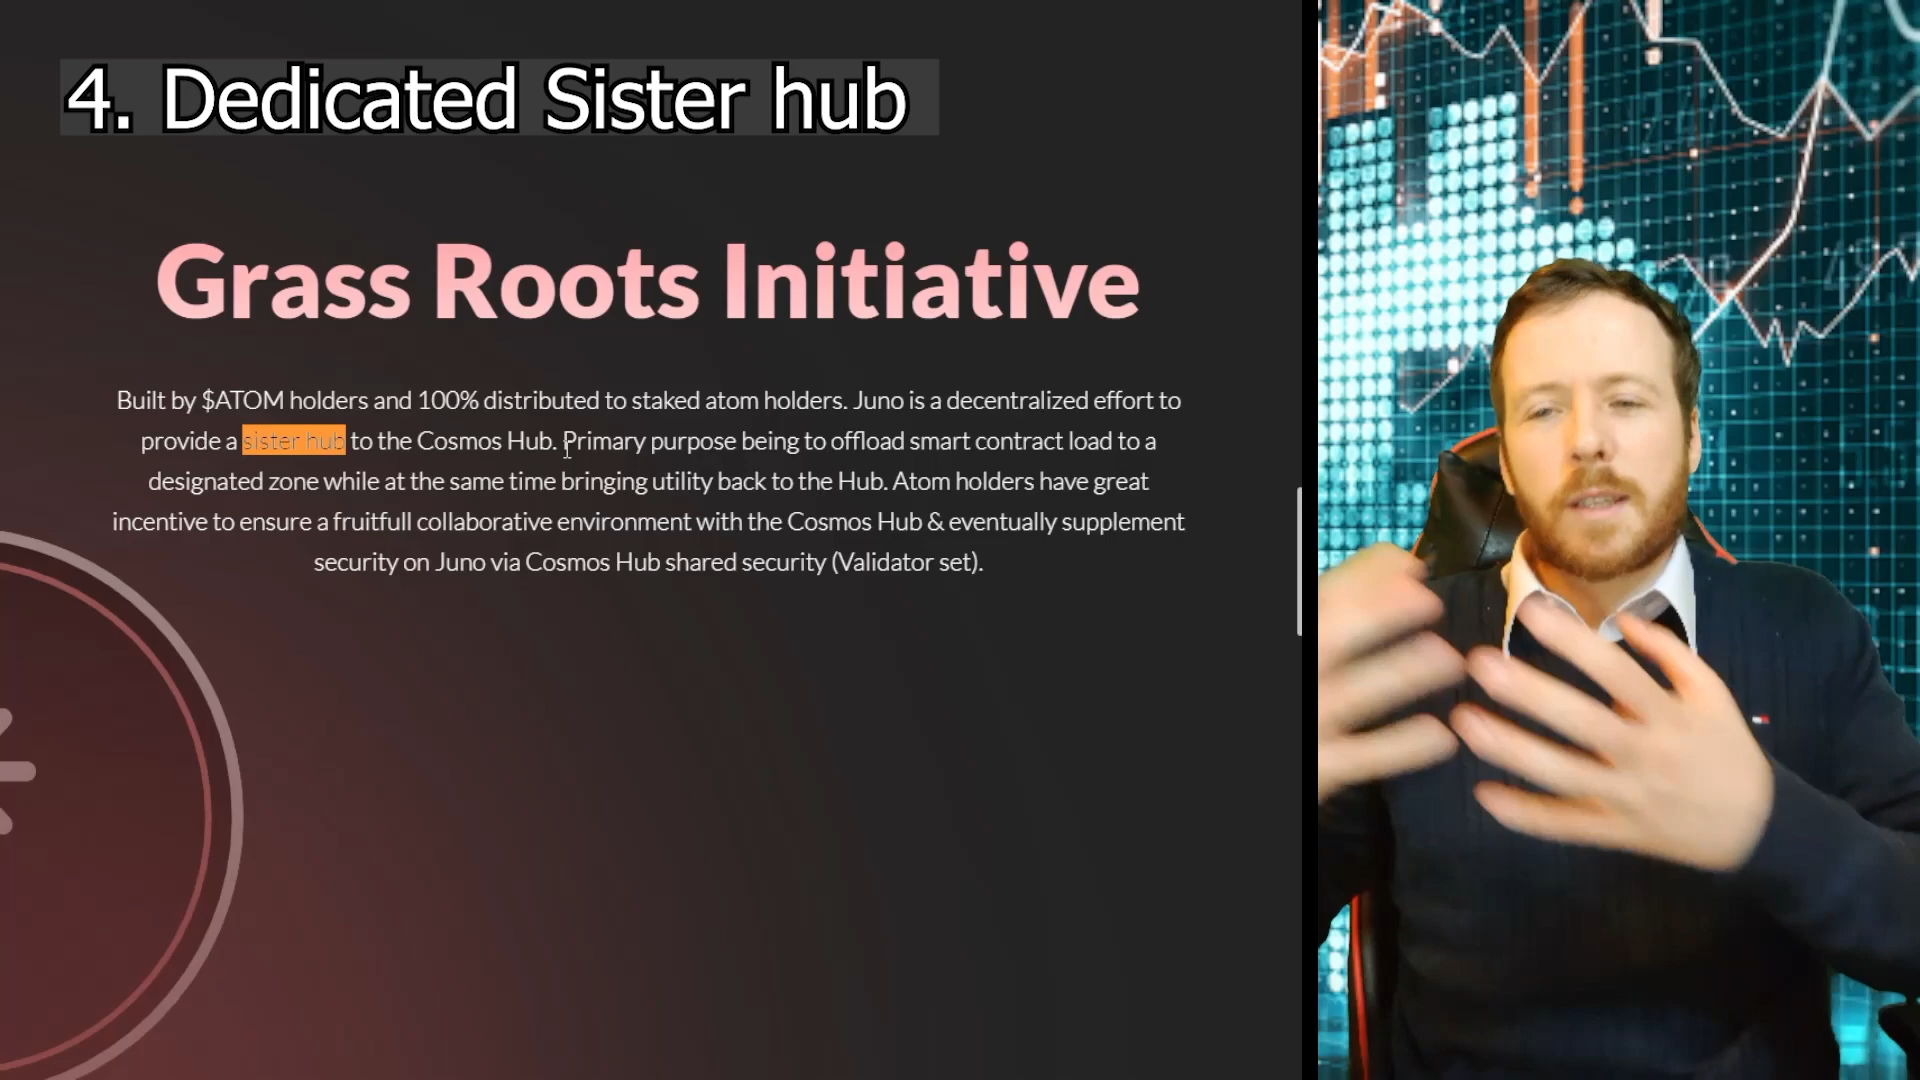 4. Dedicated Sister hub
Grass Roots Initiative
Built by $ATOM holders and 100% distributed to staked atom holders. Juno is a decentralized effort to
provide a sister hub to the Cosmos Hub. Primary purpose being to offload smart contract load to a
designated zone while at the same time bringing utility back to the Hub. Atom holders have great
incentive to ensure a fruitfull collaborative environment with the Cosmos Hub & eventually supplement
security on Juno via Cosmos Hub shared security (Validator set).